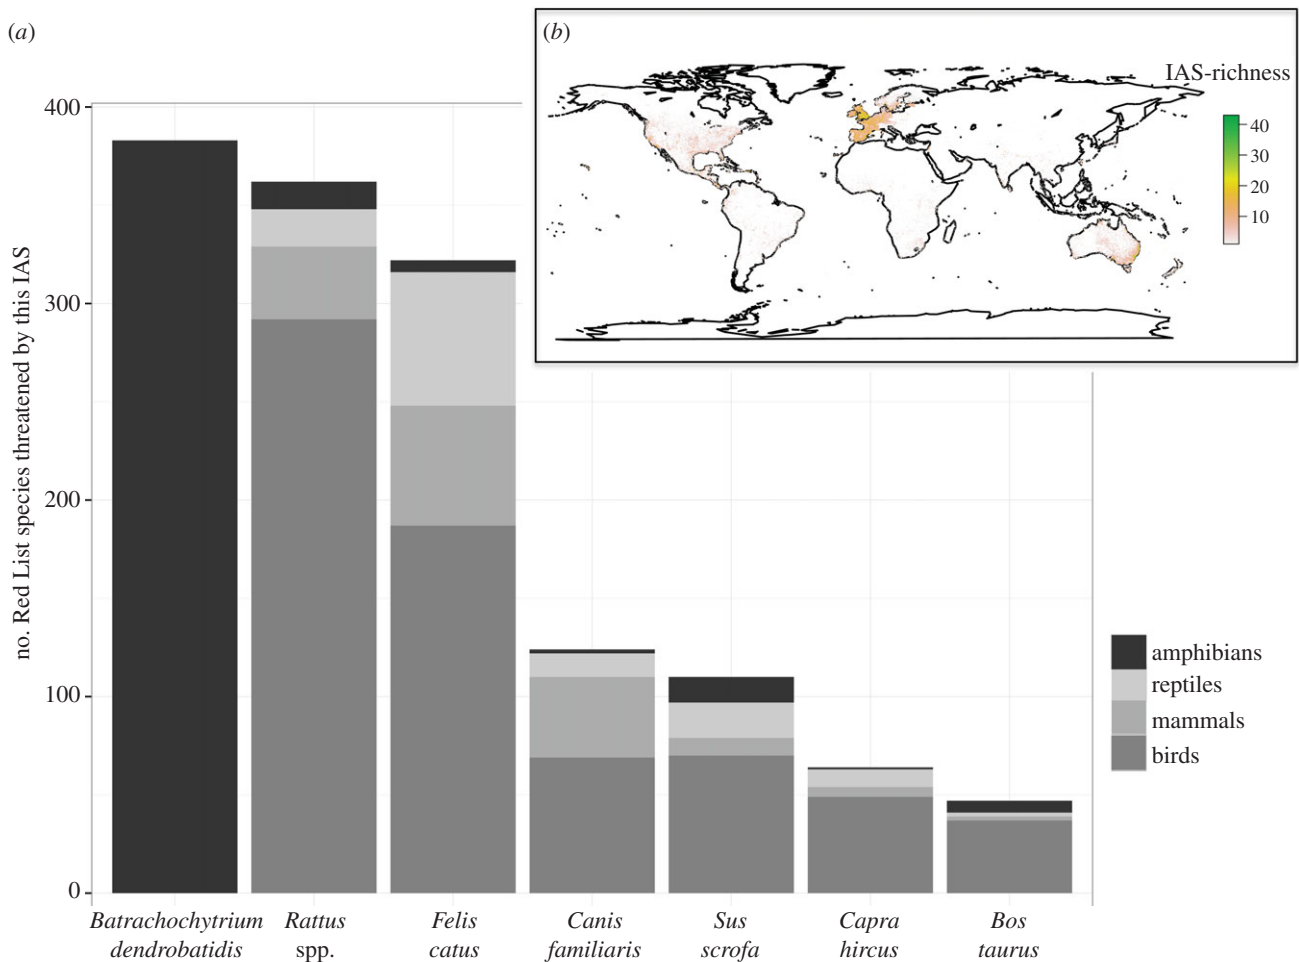 (a)
no. Red List species threatened by this IAS
400
300
200
100
0
Batrachochytrium
dendrobatidis
Rattus
spp.
Felis
catus
Canis
familiaris
Sus
scrofa
Capra
hircus
Bos
taurus
amphibians
reptiles
mammals
birds
(b)
IAS-richness
40
30
20
10